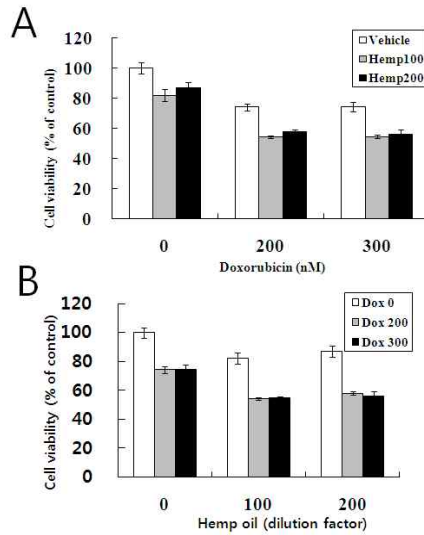 A
120
100
80
60
40
20
0
Cell viability (% of control)
Vehicle
Hemp100
Hemp200
0 200 300
Doxorubicin (nM)
B
120
100
80
60
40
20
0
Cell viability (% of control)
Dox 0
Dox 200
Dox 300
0 100 200
Hemp oil (dilution factor)